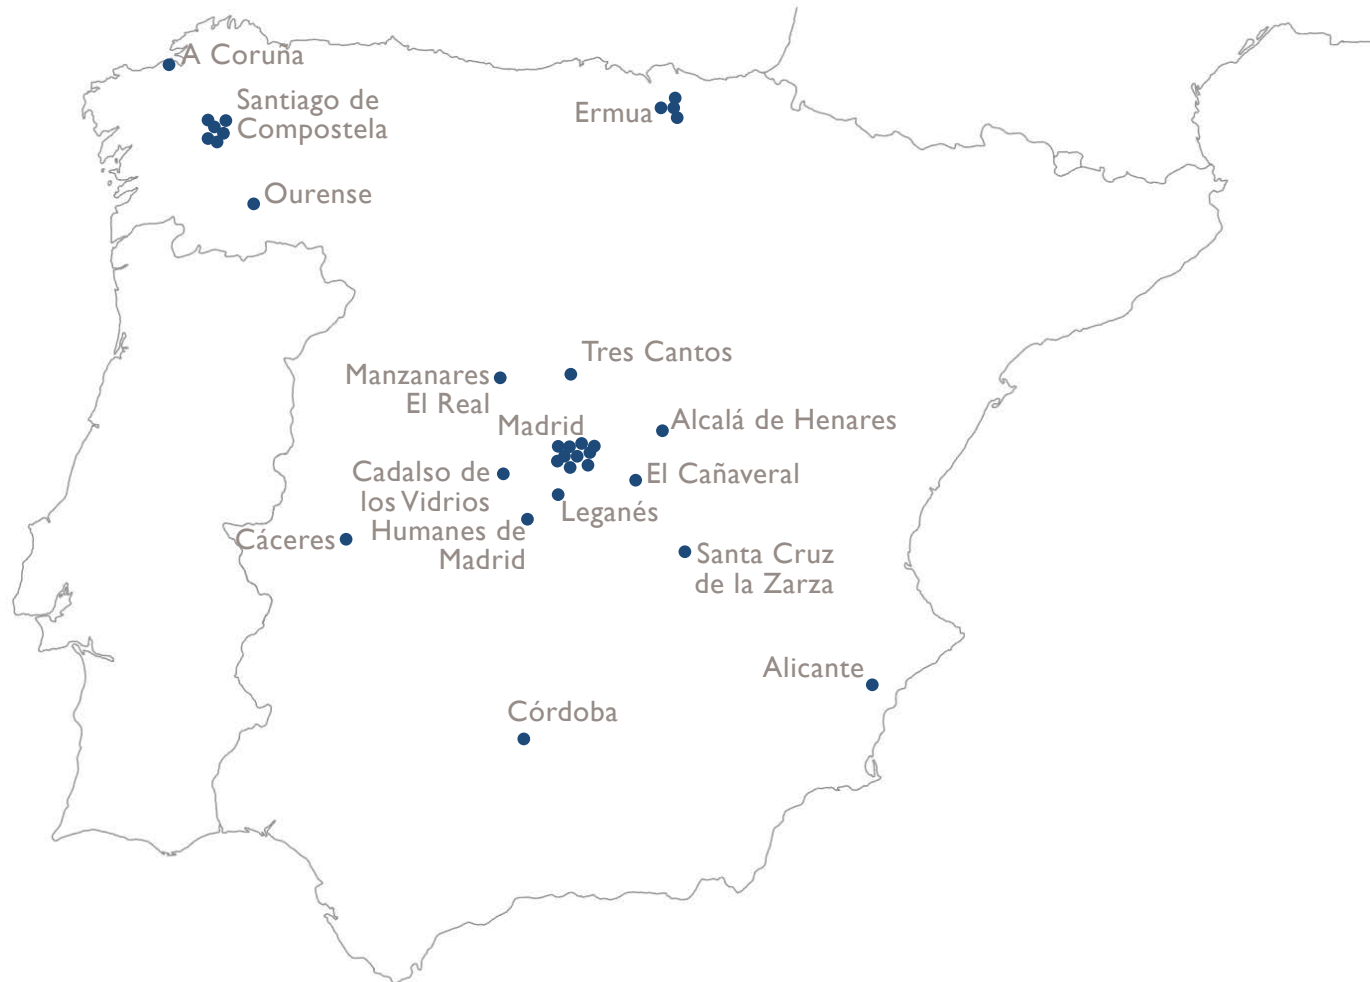 A Coruña
Santiago de
Compostela
Ermua
Ourense
Tres Cantos
Manzanares
El Real
Madrid
Alcalá de Henares
Cadalso de
los Vidrios
El Cañaveral
Leganés
Humanes de
Madrid
Cáceres
Santa Cruz
de la Zarza
Alicante
Córdoba